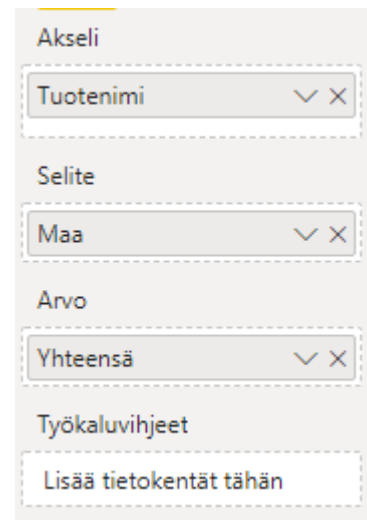 Akseli
Tuotenimi
Selite
Maa
Arvo
Yhteensä
Työkaluvihjeet
Lisää tietokentät tähän